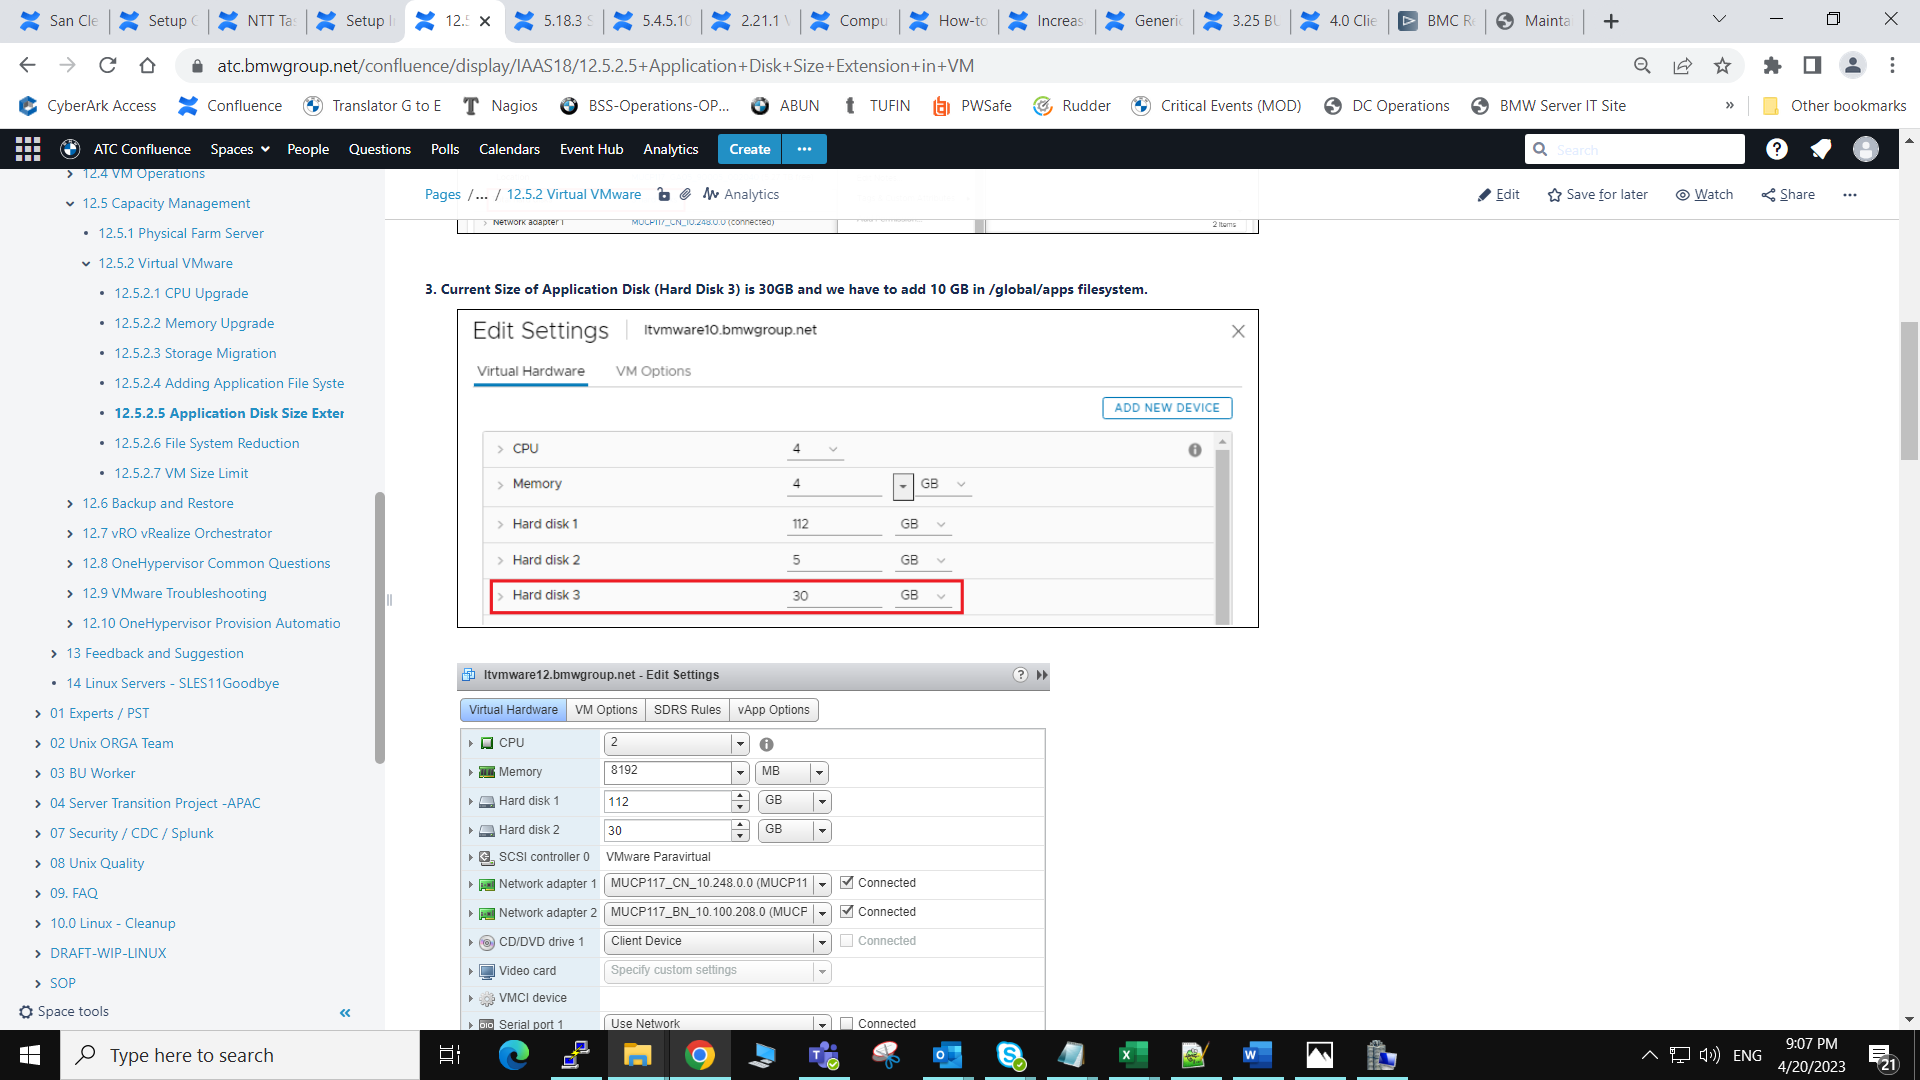 San Cle
Setup C
NTT Tas
Setup In
12.5
5.18.3 S
5.4.5.10
2.21.1 V
Compu
How-to
Increas
Generic
3.25 BU
4.0 Clie
BMC Re
Mainta
atc.bmwgroup.net/confluence/display/IAAS18/12.5.2.5+Application+Disk+Size+Extension+in+VM
CyberArk Access
Confluence
Translator G to E
Nagios
BSS-Operations-OP...
ABUN
TUFIN
PWSafe
Rudder
Critical Events (MOD)
DC Operations
BMW Server IT Site
»
Other bookmarks
ATC Confluence
Spaces
People
Questions
Polls
Calendars
Event Hub
Analytics
Create
...
Search
12.4 VM Operations
12.5 Capacity Management
12.5.1 Physical Farm Server
12.5.2 Virtual VMware
12.5.2.1 CPU Upgrade
12.5.2.2 Memory Upgrade
12.5.2.3 Storage Migration
12.5.2.4 Adding Application File Syste
12.5.2.5 Application Disk Size Exter
12.5.2.6 File System Reduction
12.5.2.7 VM Size Limit
12.6 Backup and Restore
12.7 vRO vRealize Orchestrator
12.8 OneHypervisor Common Questions
12.9 VMware Troubleshooting
12.10 OneHypervisor Provision Automatio
13 Feedback and Suggestion
14 Linux Servers - SLES11Goodbye
01 Experts / PST
02 Unix ORGA Team
03 BU Worker
04 Server Transition Project -APAC
07 Security / CDC / Splunk
08 Unix Quality
09. FAQ
10.0 Linux - Cleanup
DRAFT-WIP-LINUX
SOP
Space tools
«
Pages / ... / 12.5.2 Virtual VMware
Analytics
Edit
Save for later
Watch
Share
...
Network adapter 1
MUCP117_CN_10.248.0.0 (connected)
2 Items
3. Current Size of Application Disk (Hard Disk 3) is 30GB and we have to add 10 GB in /global/apps filesystem.
Edit Settings
ltvmware10.bmwgroup.net
Virtual Hardware
VM Options
ADD NEW DEVICE
CPU 4
Memory 4 GB
Hard disk 1 112 GB
Hard disk 2 5 GB
Hard disk 3 30 GB
ltvmware12.bmwgroup.net - Edit Settings
Virtual Hardware
VM Options
SDRS Rules
vApp Options
CPU 2
Memory 8192 MB
Hard disk 1 112 GB
Hard disk 2 30 GB
SCSI controller 0 VMware Paravirtual
Network adapter 1 MUCP117_CN_10.248.0.0 (MUCP11 Connected
Network adapter 2 MUCP117_BN_10.100.208.0 (MUCP Connected
CD/DVD drive 1 Client Device Connected
Video card Specify custom settings
VMCI device
Serial port 1 Use Network Connected
Type here to search
ENG
9:07 PM
4/20/2023
21